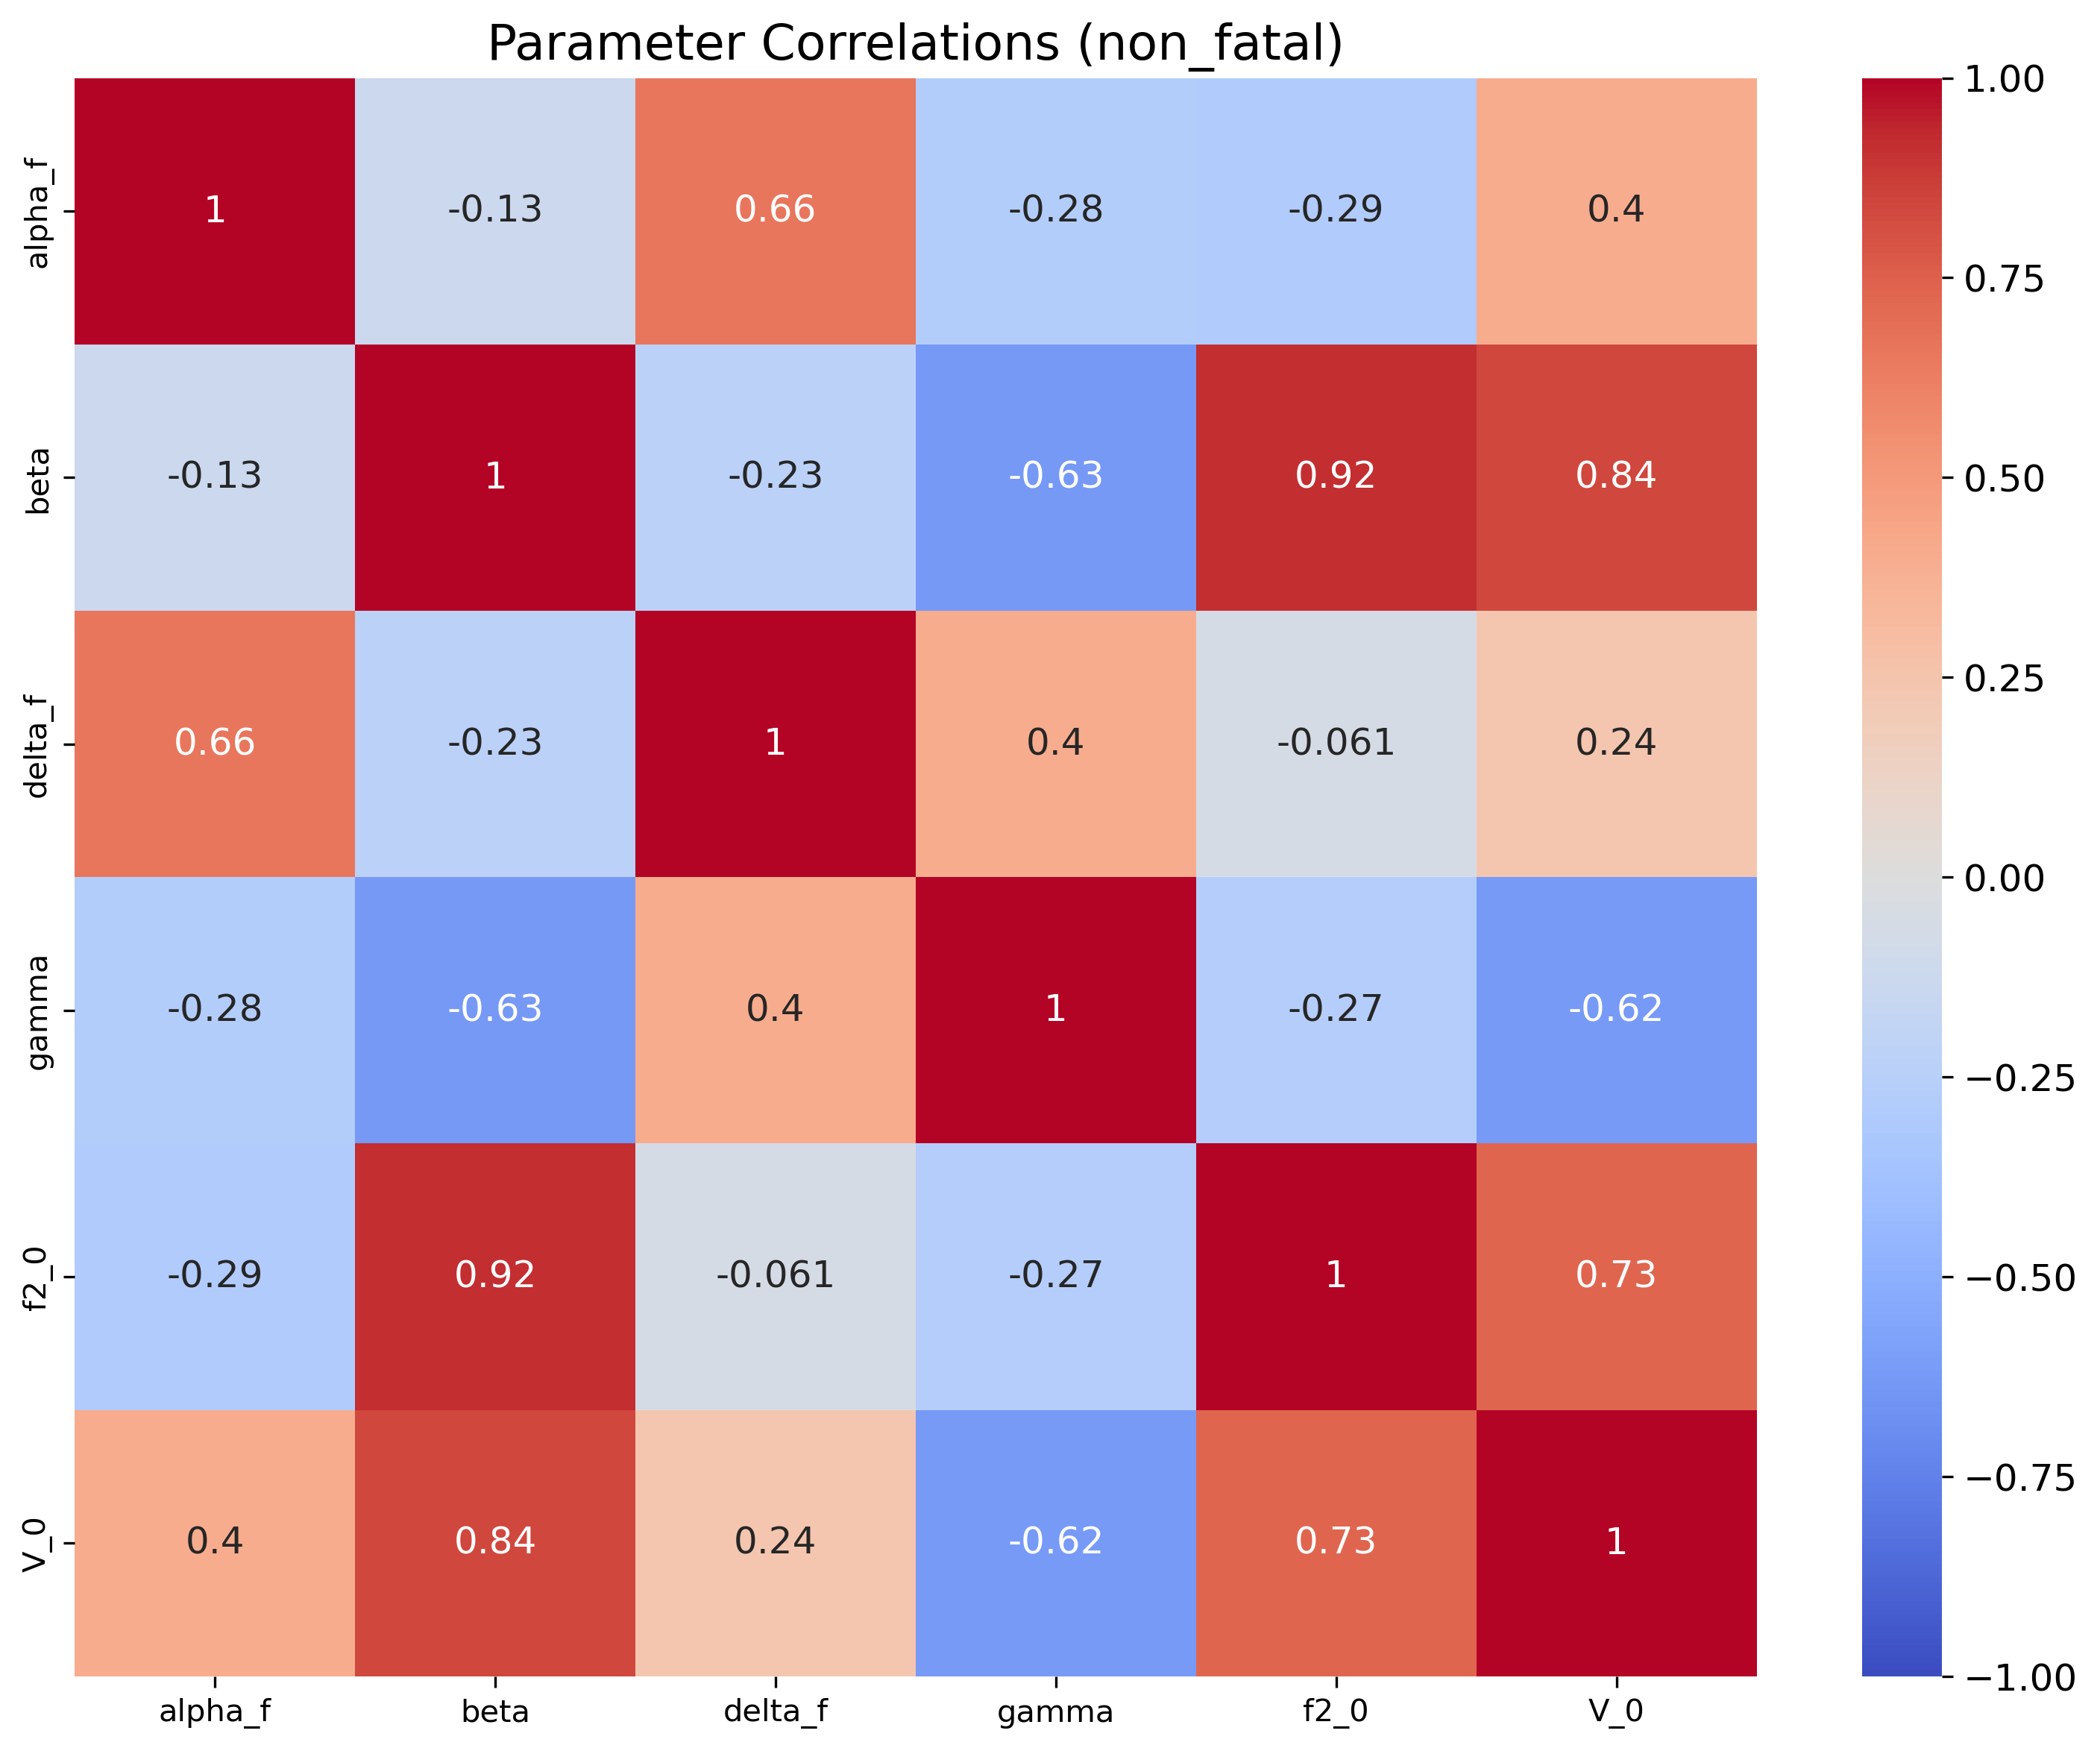 Parameter Correlations (non_fatal)
alpha_f 1 -0.13 0.66 -0.28 -0.29 0.4
beta -0.13 1 -0.23 -0.63 0.92 0.84
delta_f 0.66 -0.23 1 0.4 -0.061 0.24
gamma -0.28 -0.63 0.4 1 -0.27 -0.62
f2_0 -0.29 0.92 -0.061 -0.27 1 0.73
V_0 0.4 0.84 0.24 -0.62 0.73 1
alpha_f beta delta_f gamma f2_0 V_0
1.00
0.75
0.50
0.25
0.00
−0.25
−0.50
−0.75
−1.00